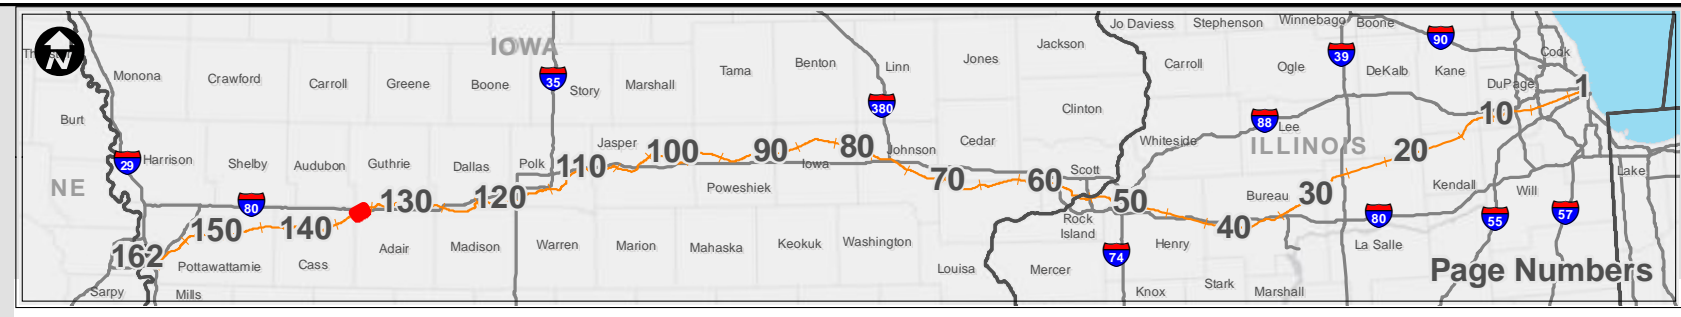 Jo Daviess Stephenson Winnebago Boone
IOWA
Th
N
Monona Crawford Carroll Greene Boone 35 Story Marshall Tama Benton Linn Jones Jackson Carroll Ogle 39 DeKalb 90 Kane Cook
DuPage 1
380 Clinton
Burt
88 Lee 10
Whiteside ILLINOIS
29 Harrison Shelby Audubon Guthrie Dallas Polk Jasper 100 90 80 Johnson Cedar
110 Iowa Scott 20
NE
Poweshiek 70 60 Lake
80 130 120 50 Bureau 30 Kendall Will
Rock
Island
150 140 40 80 55 57
162 Adair Madison Warren Marion Mahaska Keokuk Washington 74 Henry La Salle
Pottawattamie Cass Louisa Mercer Page Numbers
Sarpy Mills Knox Stark Marshall